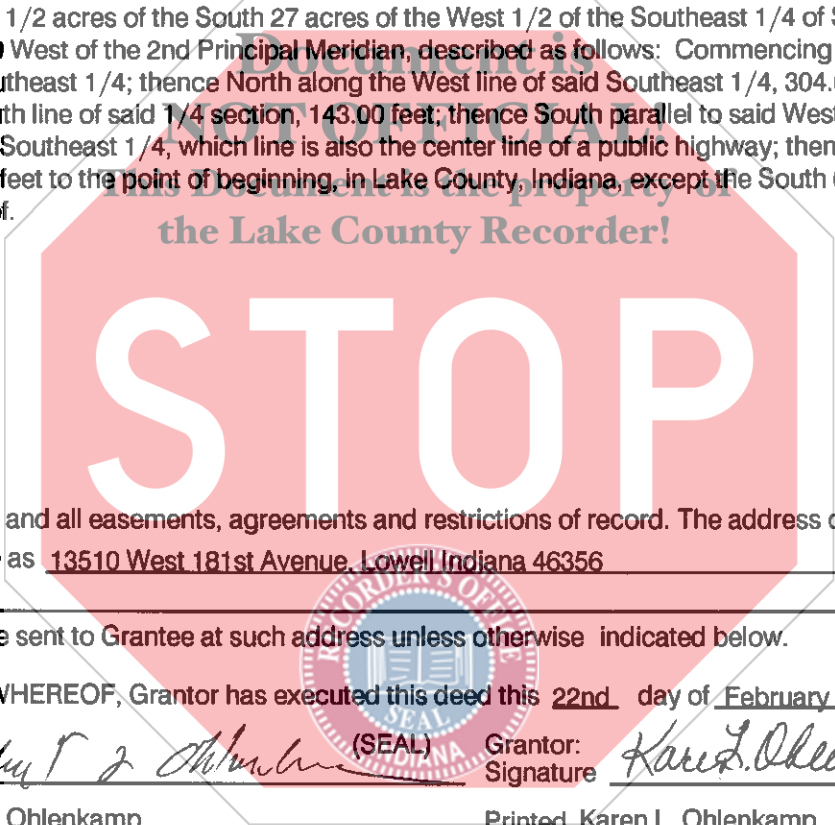 1/2 acres of the South 27 acres of the West 1/2 of the Southeast 1/4 of
West of the 2nd Principal Meridian, described as follows: Commencing
Document is
utheast 1/4; thence North along the West line of said Southeast 1/4, 304.
rth line of said 1/4 section, 143.00 feet; thence South parallel to said West
NOT OFFICIAL!
Southeast 1/4, which line is also the center line of a public highway; then
feet to the point of beginning, in Lake County, Indiana, except the South
This Document is the property of
f.
the Lake County Recorder!
STOP
and all easements, agreements and restrictions of record. The address
as 13510 West 181st Avenue, Lowell Indiana 46356
RECORDER'S OFFICE
e sent to Grantee at such address unless otherwise indicated below.
WHEREOF, Grantor has executed this deed this 22nd day of February
SEAL
INDIANA
(SEAL) Grantor:
Signature Karen L. Ohlen
Ohlenkamp Printed Karen L. Ohlenkamp